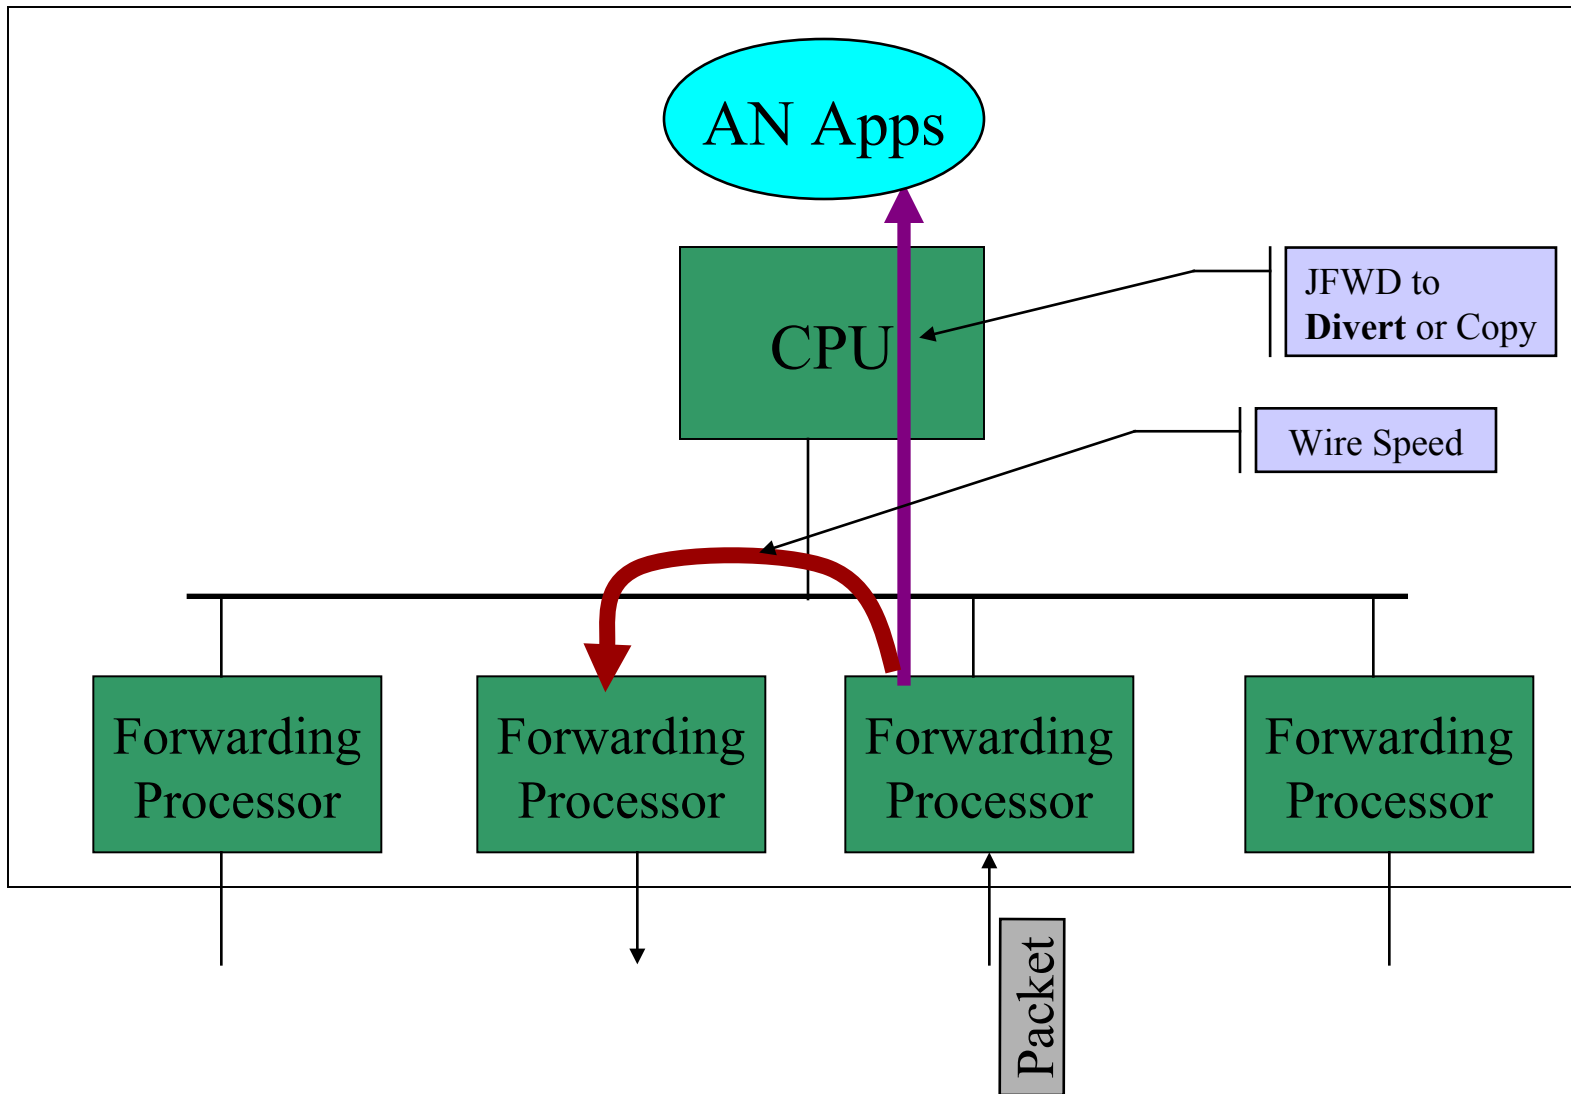 AN Apps
CPU
JFWD to
Divert or Copy
Wire Speed
Forwarding
Processor
Forwarding
Processor
Forwarding
Processor
Forwarding
Processor
Packet